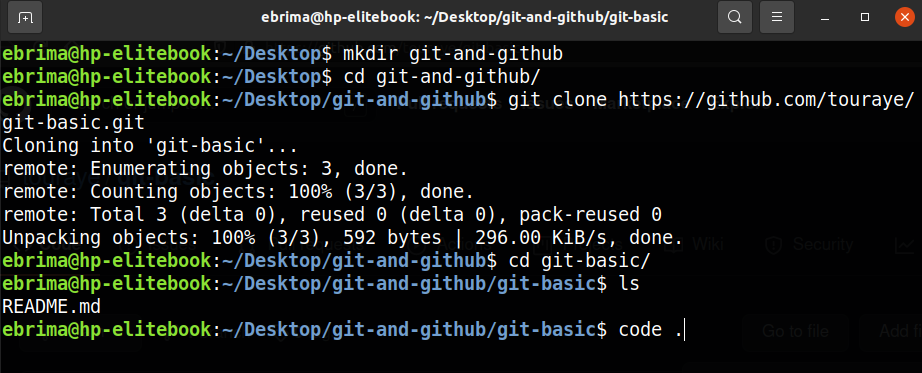 ebrima@hp-elitebook: ~/Desktop/git-and-github/git-basic
ebrima@hp-elitebook:~/Desktop$ mkdir git-and-github
ebrima@hp-elitebook:~/Desktop$ cd git-and-github/
ebrima@hp-elitebook:~/Desktop/git-and-github$ git clone https://github.com/touraye/
git-basic.git
Cloning into 'git-basic'...
remote: Enumerating objects: 3, done.
remote: Counting objects: 100% (3/3), done.
remote: Total 3 (delta 0), reused 0 (delta 0), pack-reused 0
Unpacking objects: 100% (3/3), 592 bytes | 296.00 KiB/s, done.
Wiki
Security
ebrima@hp-elitebook:~/Desktop/git-and-github$ cd git-basic/
ebrima@hp-elitebook:~/Desktop/git-and-github/git-basic$ ls
README.md
ebrima@hp-elitebook:~/Desktop/git-and-github/git-basic$ code .
Go to file
Add